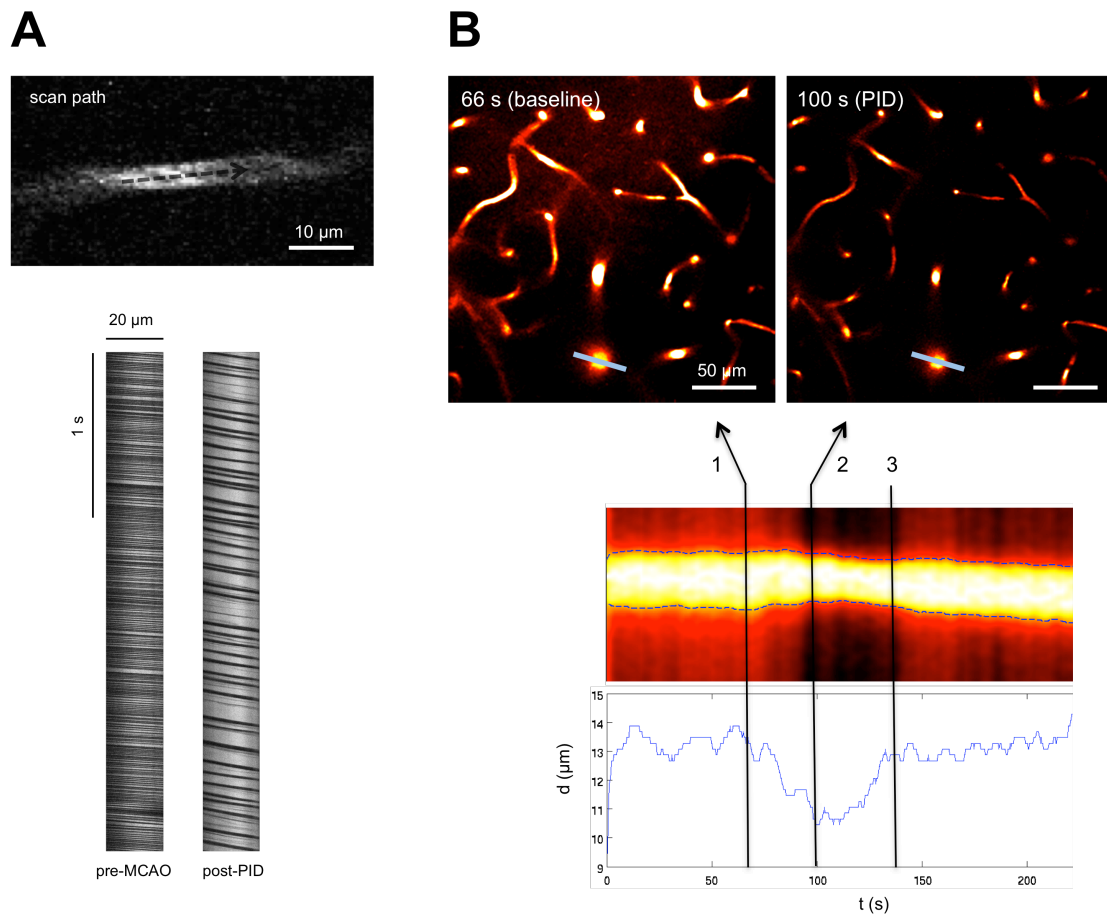 A
scan path
10 µm
20 µm
1 s
pre-MCAO
post-PID
B
66 s (baseline)
50 µm
100 s (PID)
1
2
3
15
14
13
12
11
10
9
d (µm)
0
50
100
150
200
t (s)